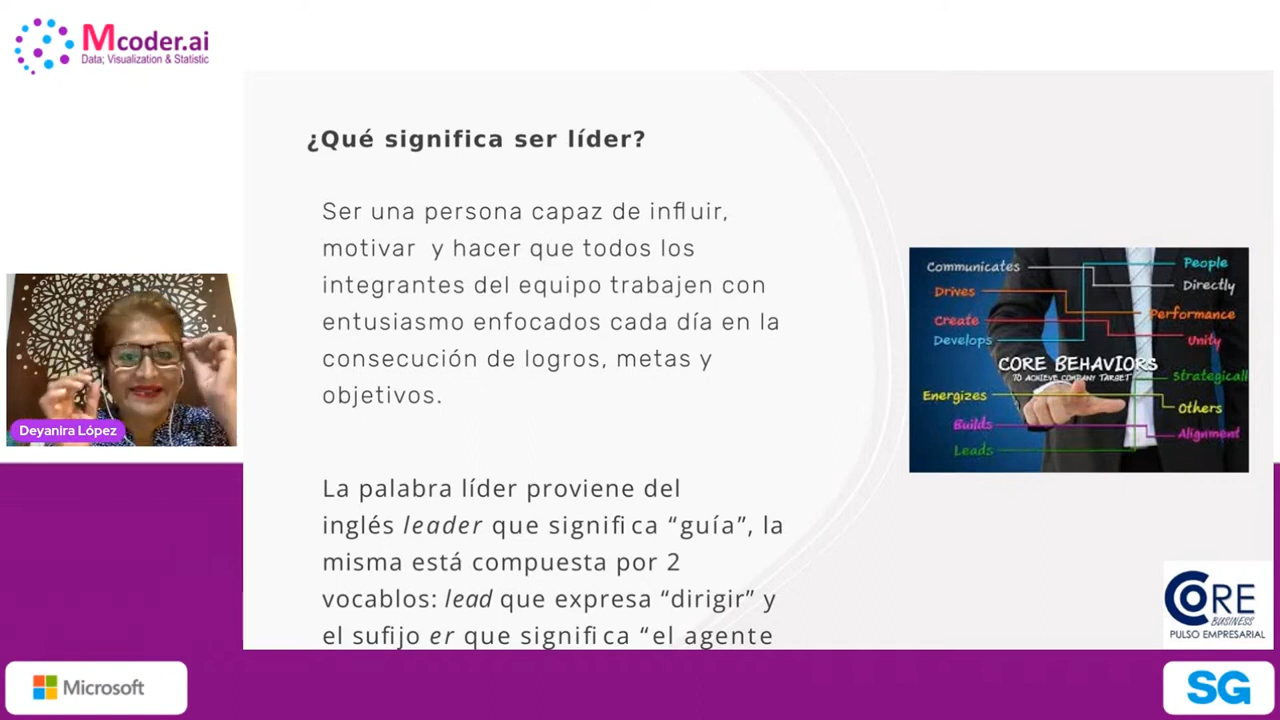 Mcoder.ai
Data; Visualization & Statistic
¿Qué significa ser líder?
Ser una persona capaz de influir,
motivar y hacer que todos los
integrantes del equipo trabajen con
entusiasmo enfocados cada día en la
consecución de logros, metas y
objetivos.
La palabra líder proviene del
inglés leader que significa “guía”, la
misma está compuesta por 2
vocablos: lead que expresa “dirigir” y
el sufijo er que significa “el agente
Deyanira López
Communicates
Drives
Create
Develops
People
Directly
Performance
Unity
CORE BEHAVIORS
TO ACHIEVE COMPANY TARGET
Strategicall
Energizes
Others
Builds
Alignment
Leads
CORE
BUSINESS
PULSO EMPRESARIAL
Microsoft
SG